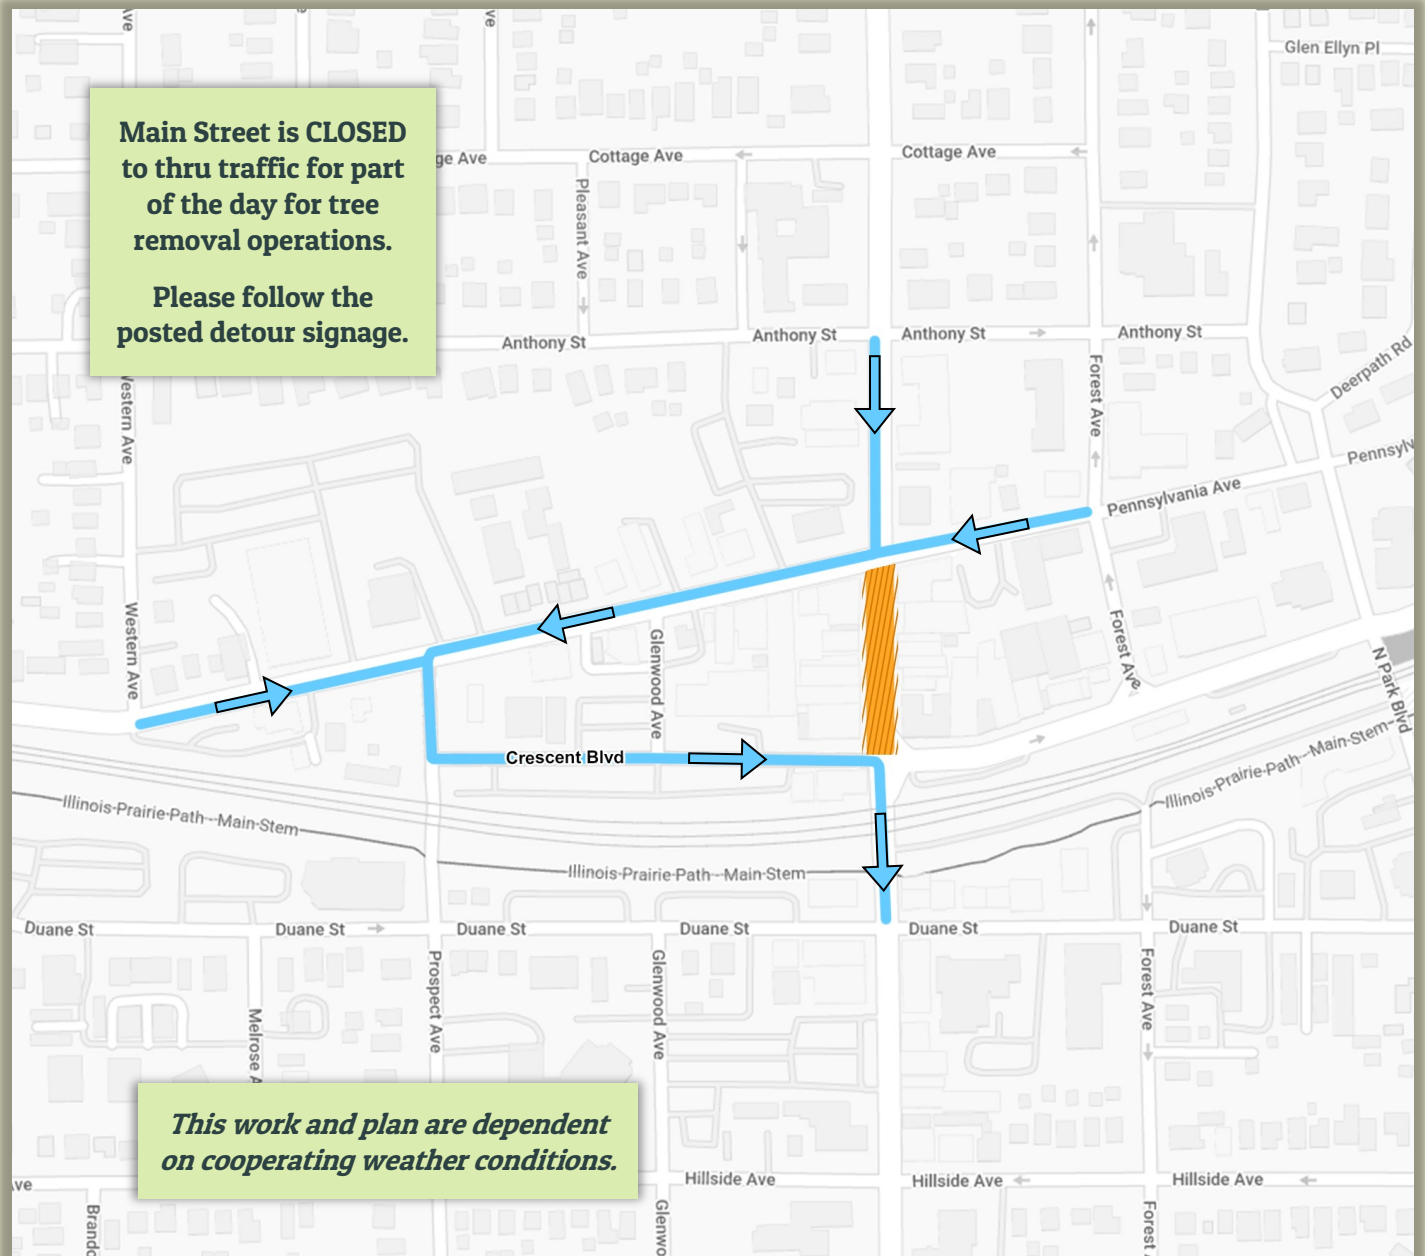 Glen Ellyn Pl
Main Street is CLOSED
to thru traffic for part
of the day for tree
removal operations.
Please follow the
posted detour signage.
Cottage Ave
Cottage Ave
Pleasant Ave
Anthony St
Anthony St
Anthony St
Anthony St
Deerpath Rd
Western Ave
Forest Ave
Pennsylvania Ave
Western Ave
Glenwood Ave
Forest Ave
N Park Blvd
Crescent Blvd
Illinois-Prairie-Path--Main-Stem
Illinois-Prairie-Path--Main-Stem
Illinois-Prairie-Path--Main-Stem
Duane St
Duane St
Duane St
Duane St
Duane St
Duane St
Prospect Ave
Glenwood Ave
Forest Ave
Melrose A
This work and plan are dependent
on cooperating weather conditions.
Hillside Ave
Hillside Ave
Hillside Ave
Forest